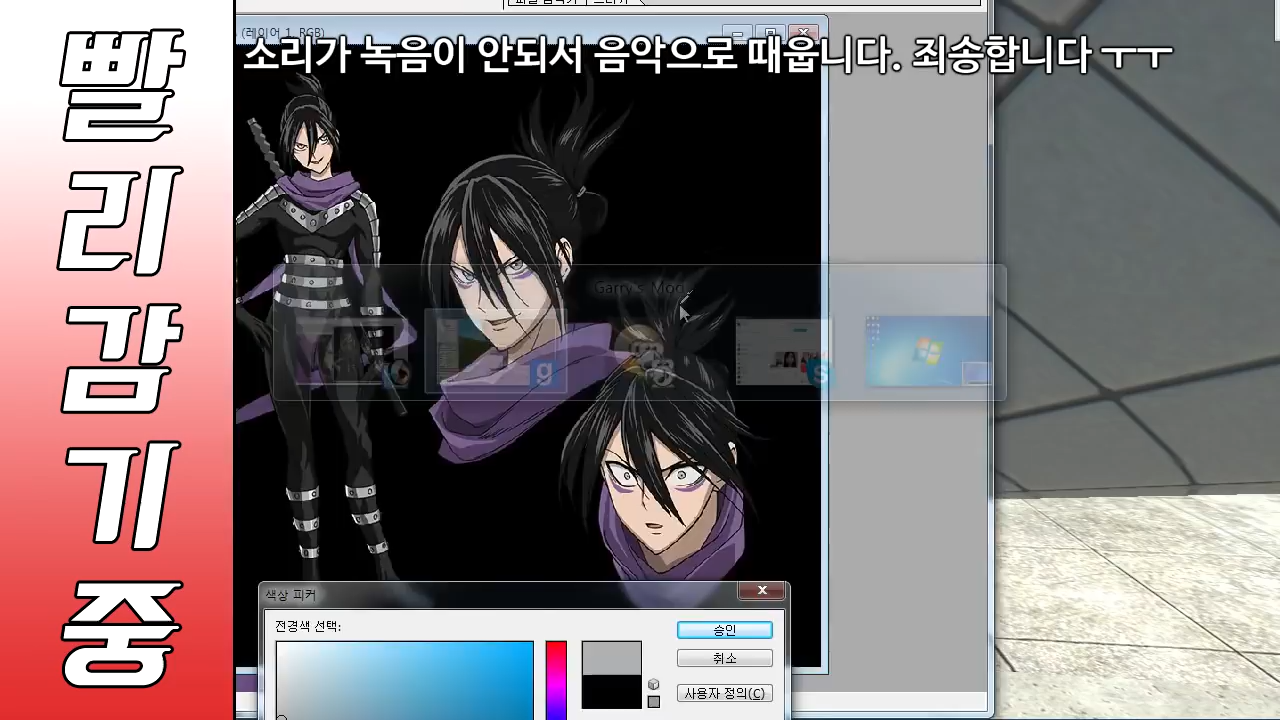 (레이어 1, RGB)
소리가 녹음이 안되서 음악으로 때웁니다. 죄송합니다 ㅜㅜ
빨리감기중
Garry's Mod
g
S
색상 피커
전경색 선택:
승인
취소
사용자 정의(C)